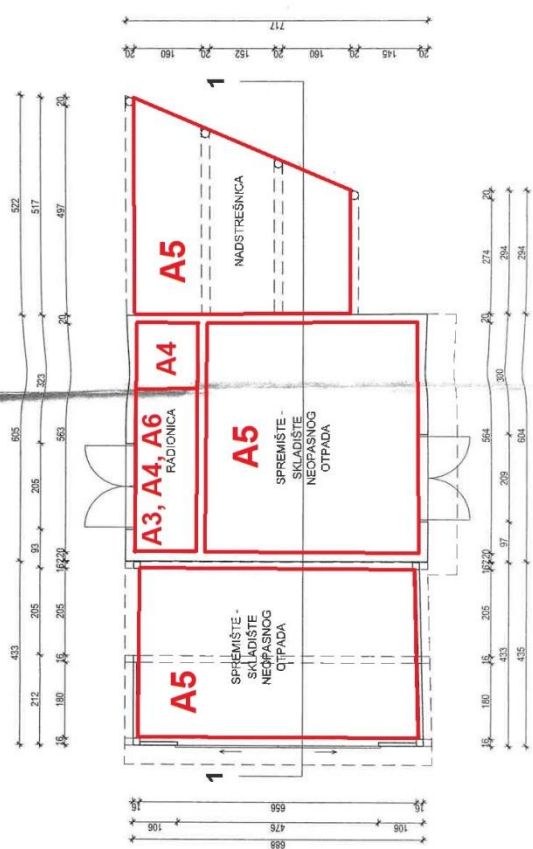 717
20 160 20 152 20 160 20 145 20
1
522 605 433
517 323 205 93 205 212
20 497 20 563 20 16 205 16 180 16
A5
NADSTREŠNICA
A4
A3, A4, A6
RADIONICA
A5
SPREMIŠTE -
SKLADIŠTE
NEOPASNOG
OTPADA
A5
SPREMIŠTE -
SKLADIŠTE
NEOPASNOG
OTPADA
1
20 274 20 564 20 16 205 16 180 16
294 300 209 97 433
294 604 435
16 656 16
106 476 106
688